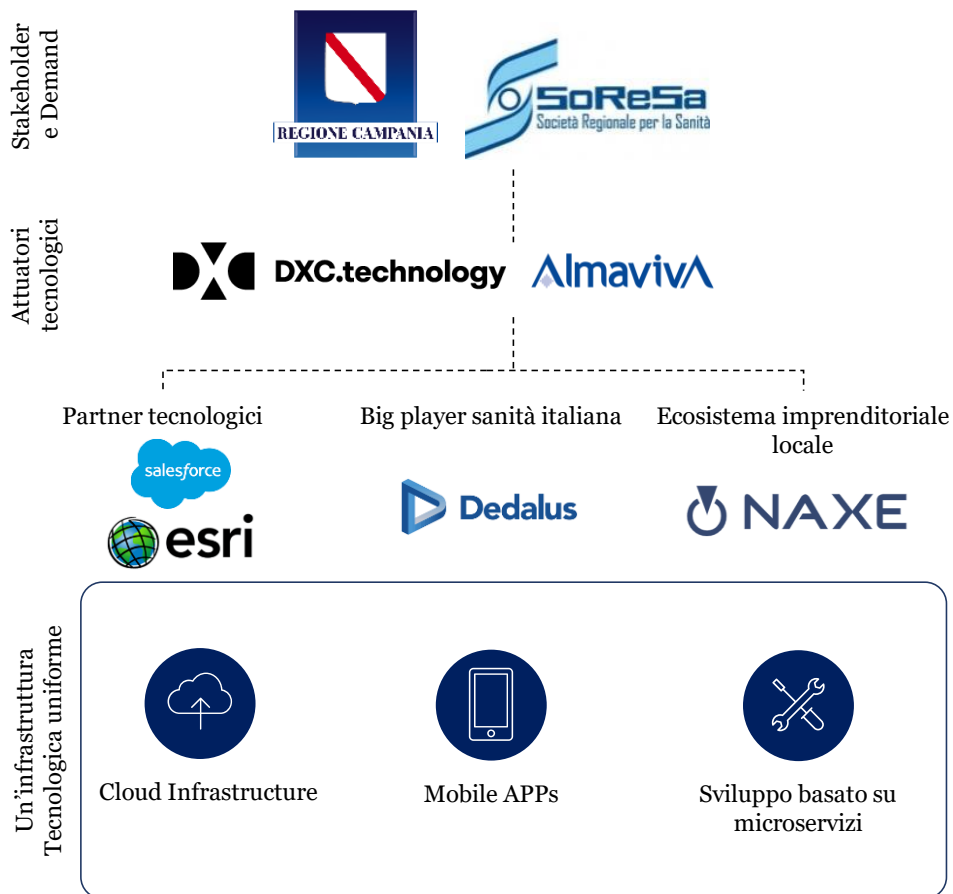 Stakeholder
e Demand
REGIONE CAMPANIA
SoReSa
Società Regionale per la Sanità
Attuatori
tecnologici
DXC.technology
AlmavivA
Partner tecnologici
Big player sanità italiana
Ecosistema imprenditoriale
locale
salesforce
esri
Dedalus
NAXE
Un'infrastruttura
Tecnologica uniforme
Cloud Infrastructure
Mobile APPs
Sviluppo basato su
microservizi